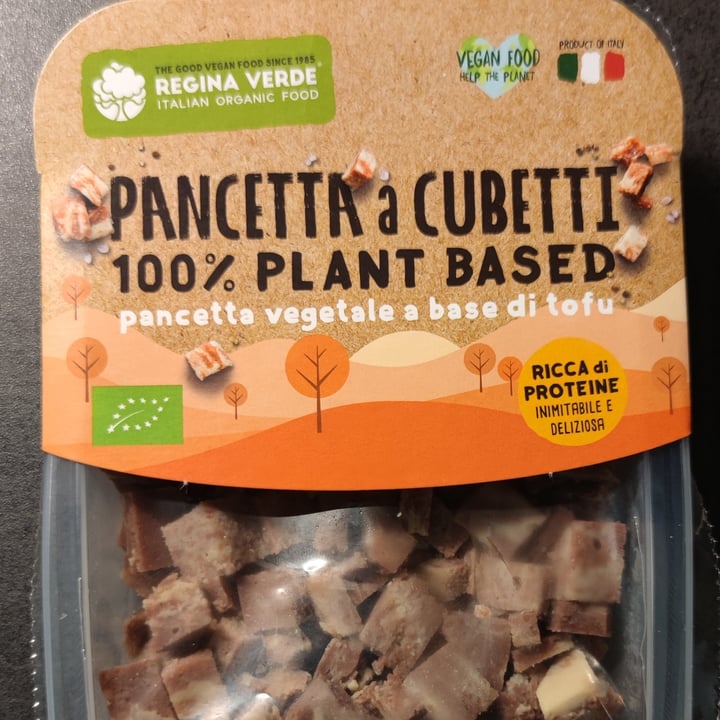 THE GOOD VEGAN FOOD SINCE 1985
REGINA VERDE
ITALIAN ORGANIC FOOD
VEGAN FOOD
HELP THE PLANET
PRODUCT OF ITALY
PANCETTA a CUBETTI
100% PLANT BASED
pancetta vegetale a base di tofu
RICCA di
PROTEINE
INIMITABILE E
DELIZIOSA